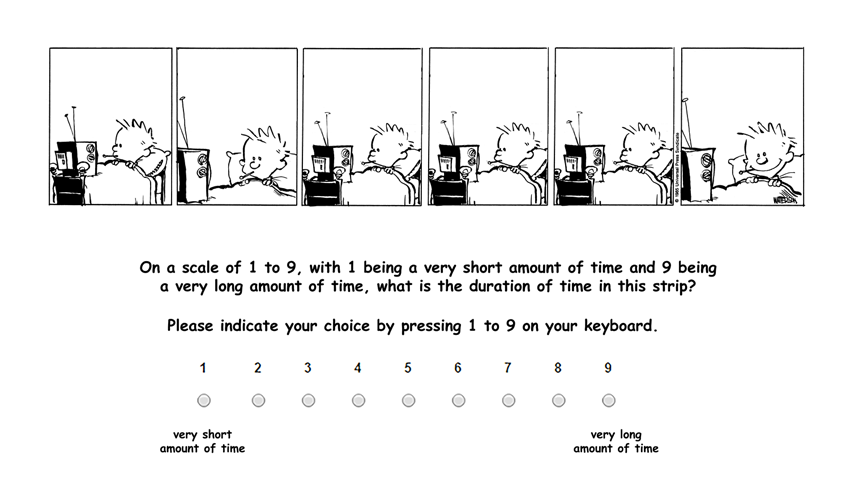 © 1985 Universal Press Syndicate
WATTERSON
On a scale of 1 to 9, with 1 being a very short amount of time and 9 being
a very long amount of time, what is the duration of time in this strip?
Please indicate your choice by pressing 1 to 9 on your keyboard.
1 2 3 4 5 6 7 8 9
very short
amount of time
very long
amount of time